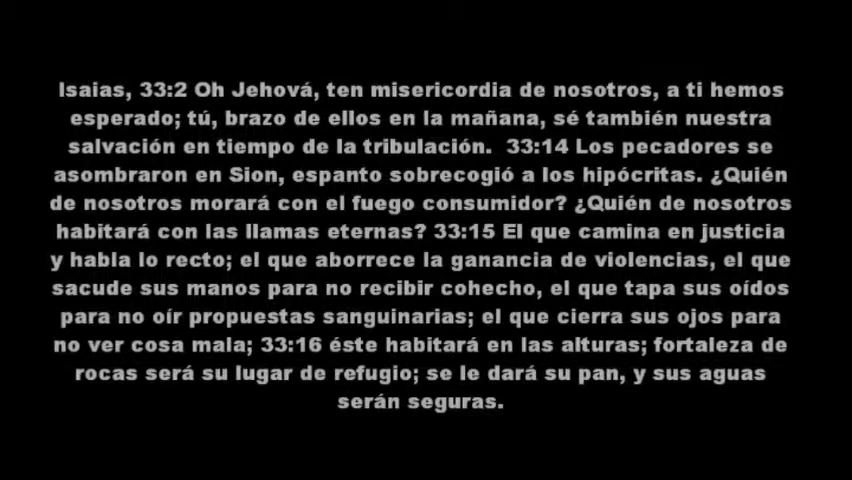 Isaias, 33:2 Oh Jehová, ten misericordia de nosotros, a ti hemos
esperado; tú, brazo de ellos en la mañana, sé también nuestra
salvación en tiempo de la tribulación.  33:14 Los pecadores se
asombraron en Sion, espanto sobrecogió a los hipócritas. ¿Quién
de nosotros morará con el fuego consumidor? ¿Quién de nosotros
habitará con las llamas eternas? 33:15 El que camina en justicia
y habla lo recto; el que aborrece la ganancia de violencias, el que
sacude sus manos para no recibir cohecho, el que tapa sus oídos
para no oír propuestas sanguinarias; el que cierra sus ojos para
no ver cosa mala; 33:16 éste habitará en las alturas; fortaleza de
rocas será su lugar de refugio; se le dará su pan, y sus aguas
serán seguras.